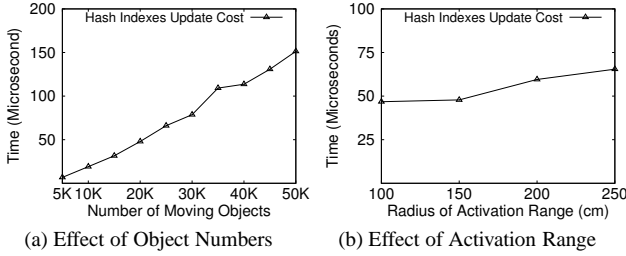 Hash Indexes Update Cost
200
150
100
50
Time (Microsecond)
5K 10K 20K 30K 40K 50K
Number of Moving Objects
(a) Effect of Object Numbers
Hash Indexes Update Cost
100
75
50
25
Time (Microseconds)
100 150 200 250
Radius of Activation Range (cm)
(b) Effect of Activation Range